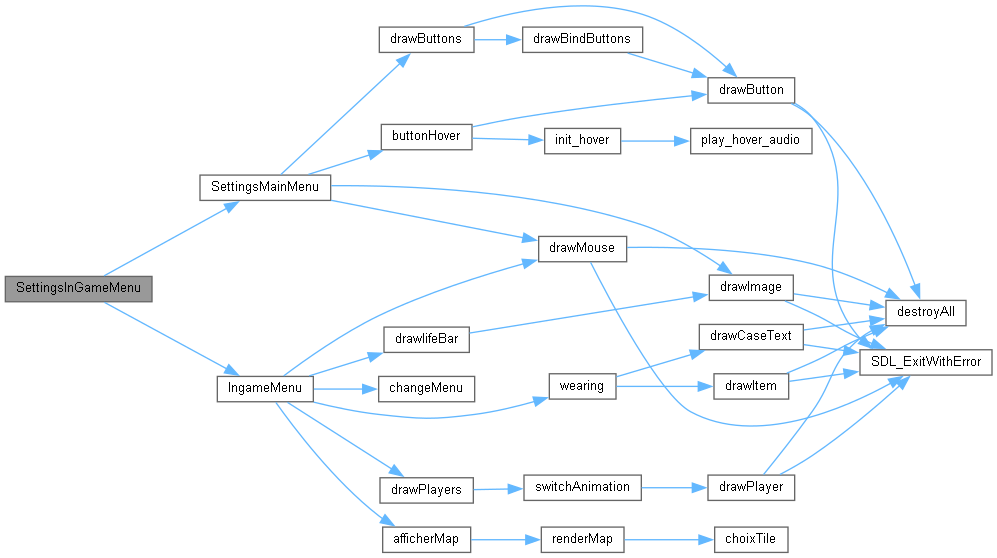 drawButtons
drawBindButtons
drawButton
buttonHover
init_hover
play_hover_audio
SettingsMainMenu
drawMouse
SettingsInGameMenu
drawImage
destroyAll
drawlifeBar
drawCaseText
SDL_ExitWithError
IngameMenu
changeMenu
wearing
drawItem
drawPlayers
switchAnimation
drawPlayer
afficherMap
renderMap
choixTile